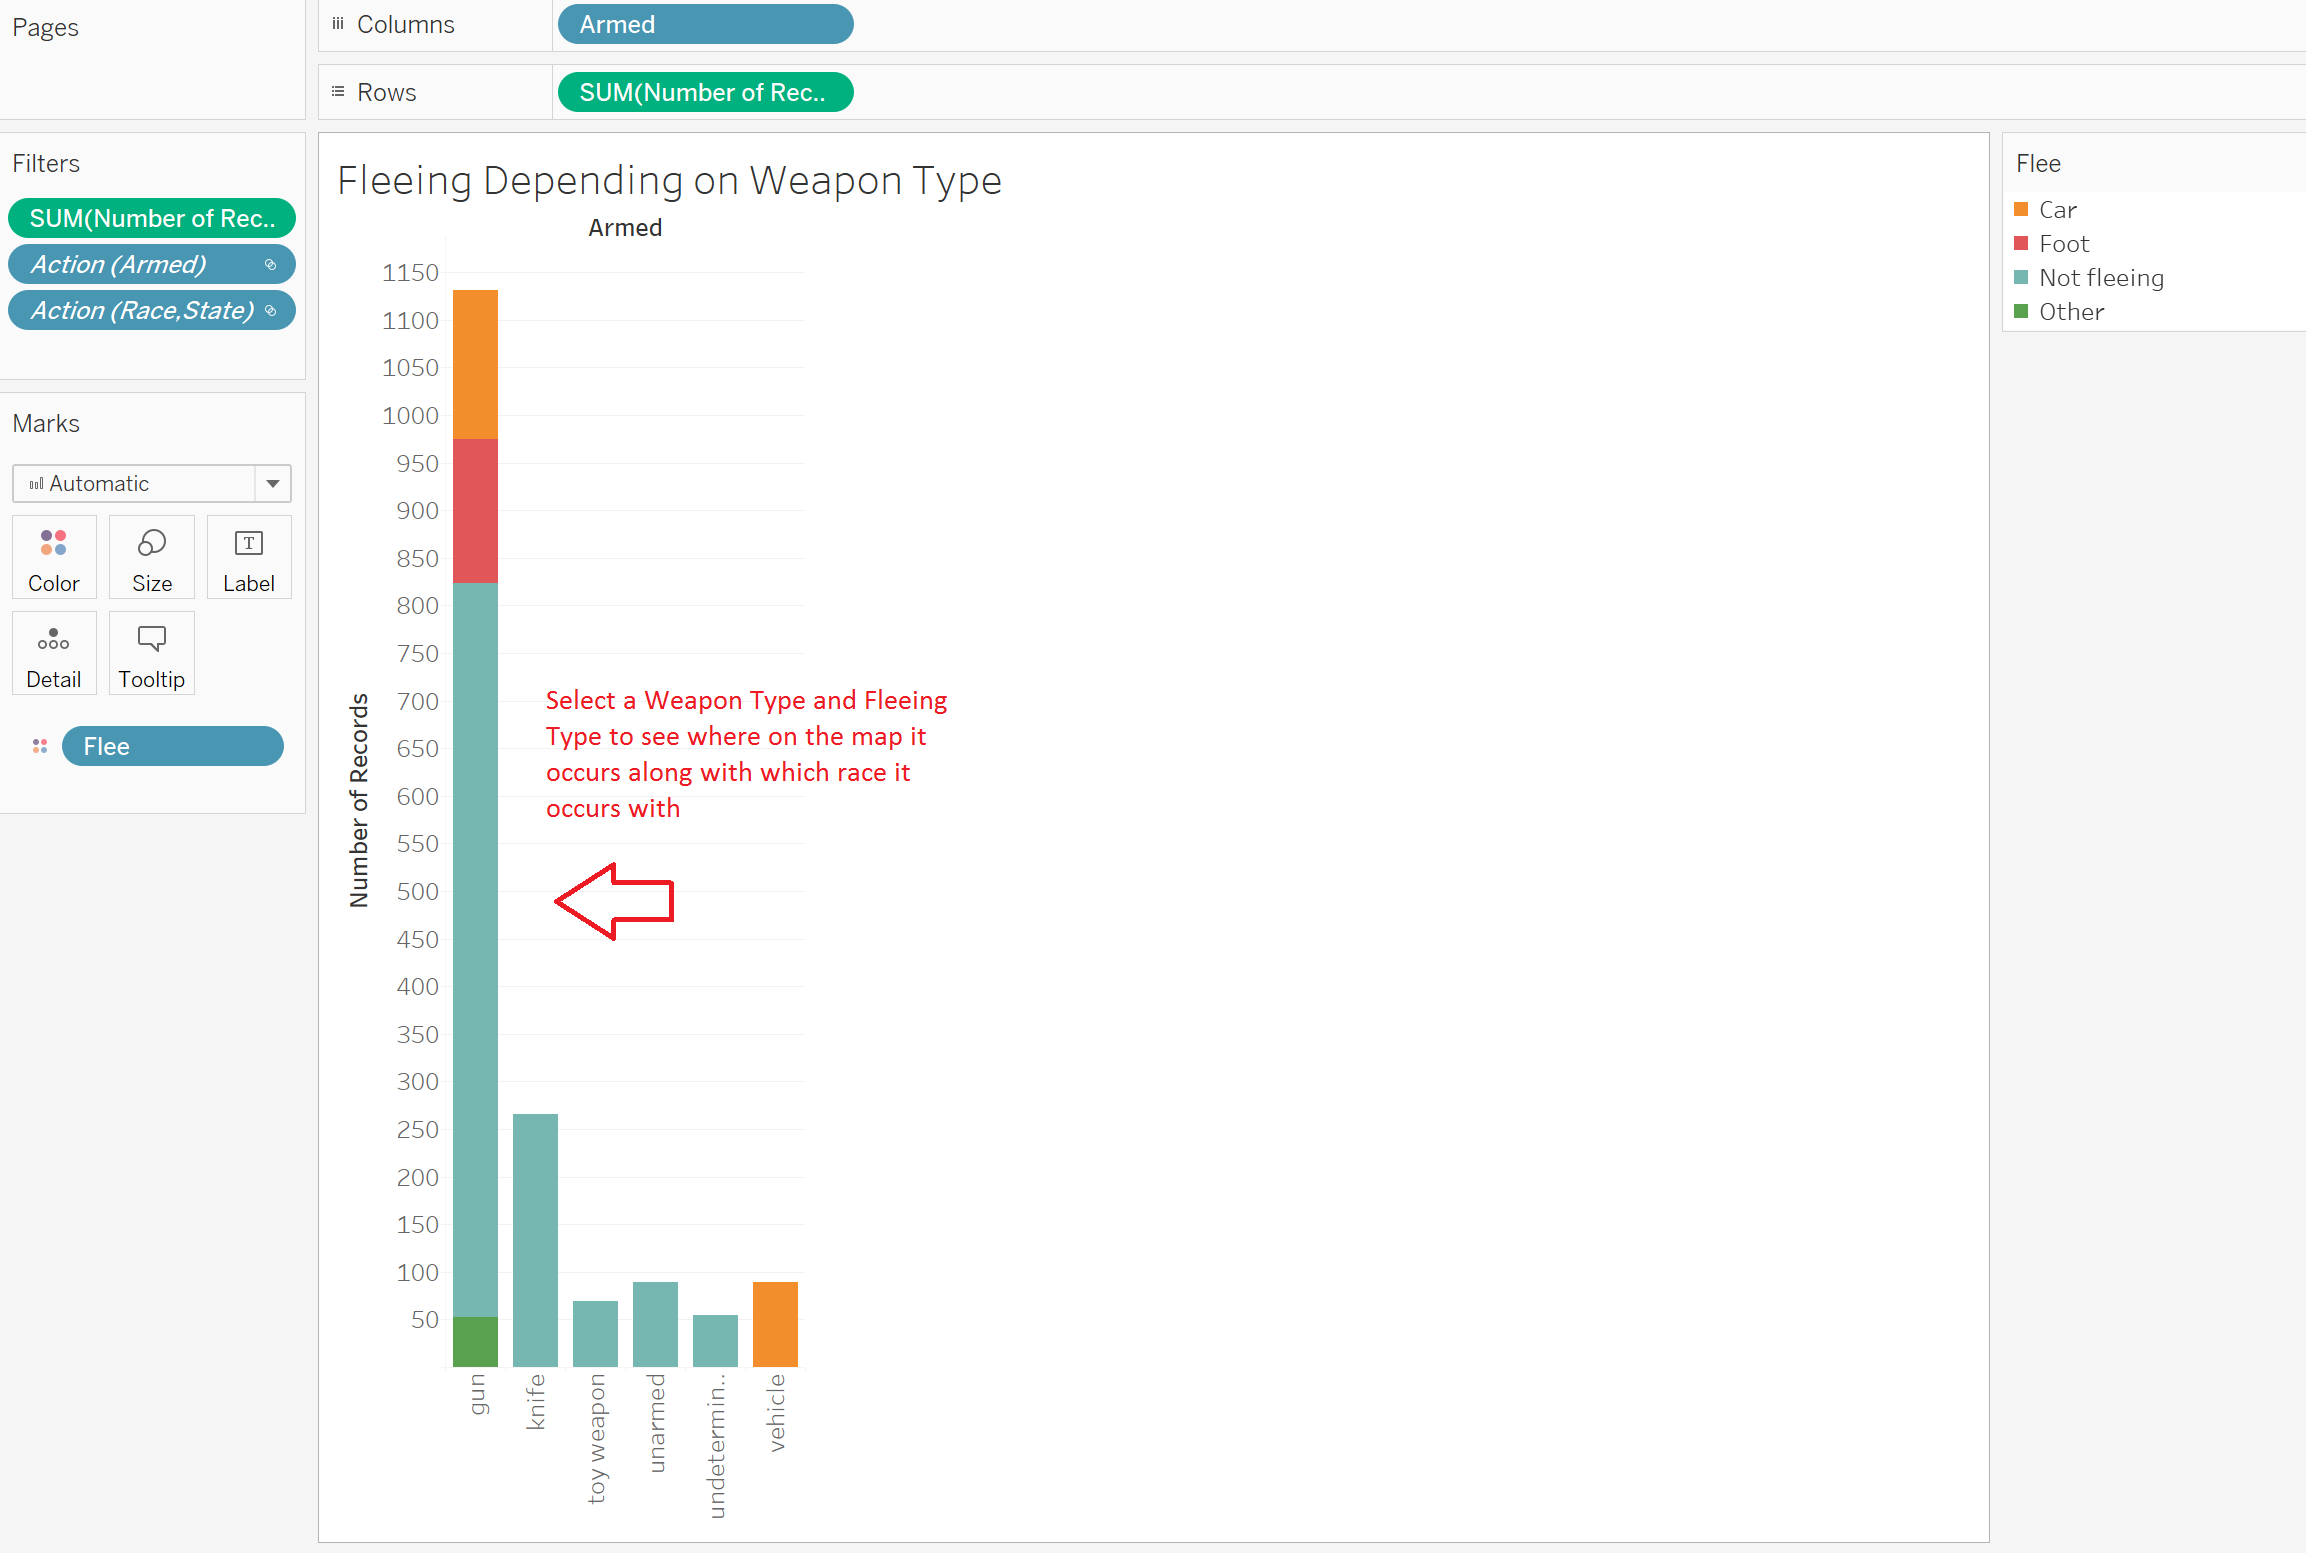 Pages
Columns
Armed
Rows
SUM(Number of Rec..
Filters
SUM(Number of Rec..
Action (Armed)
Action (Race,State)
Marks
Automatic
Color
Size
T
Label
Detail
Tooltip
Flee
Fleeing Depending on Weapon Type
Armed
1150
1100
1050
1000
950
900
850
800
750
700
650
600
550
500
450
400
350
300
250
200
150
100
50
Number of Records
Select a Weapon Type and Fleeing
Type to see where on the map it
occurs along with which race it
occurs with
gun
knife
toy weapon
unarmed
undetermin..
vehicle
Flee
Car
Foot
Not fleeing
Other